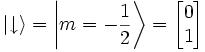 |↓⟩ = |m = -1/2⟩ = [0 1]